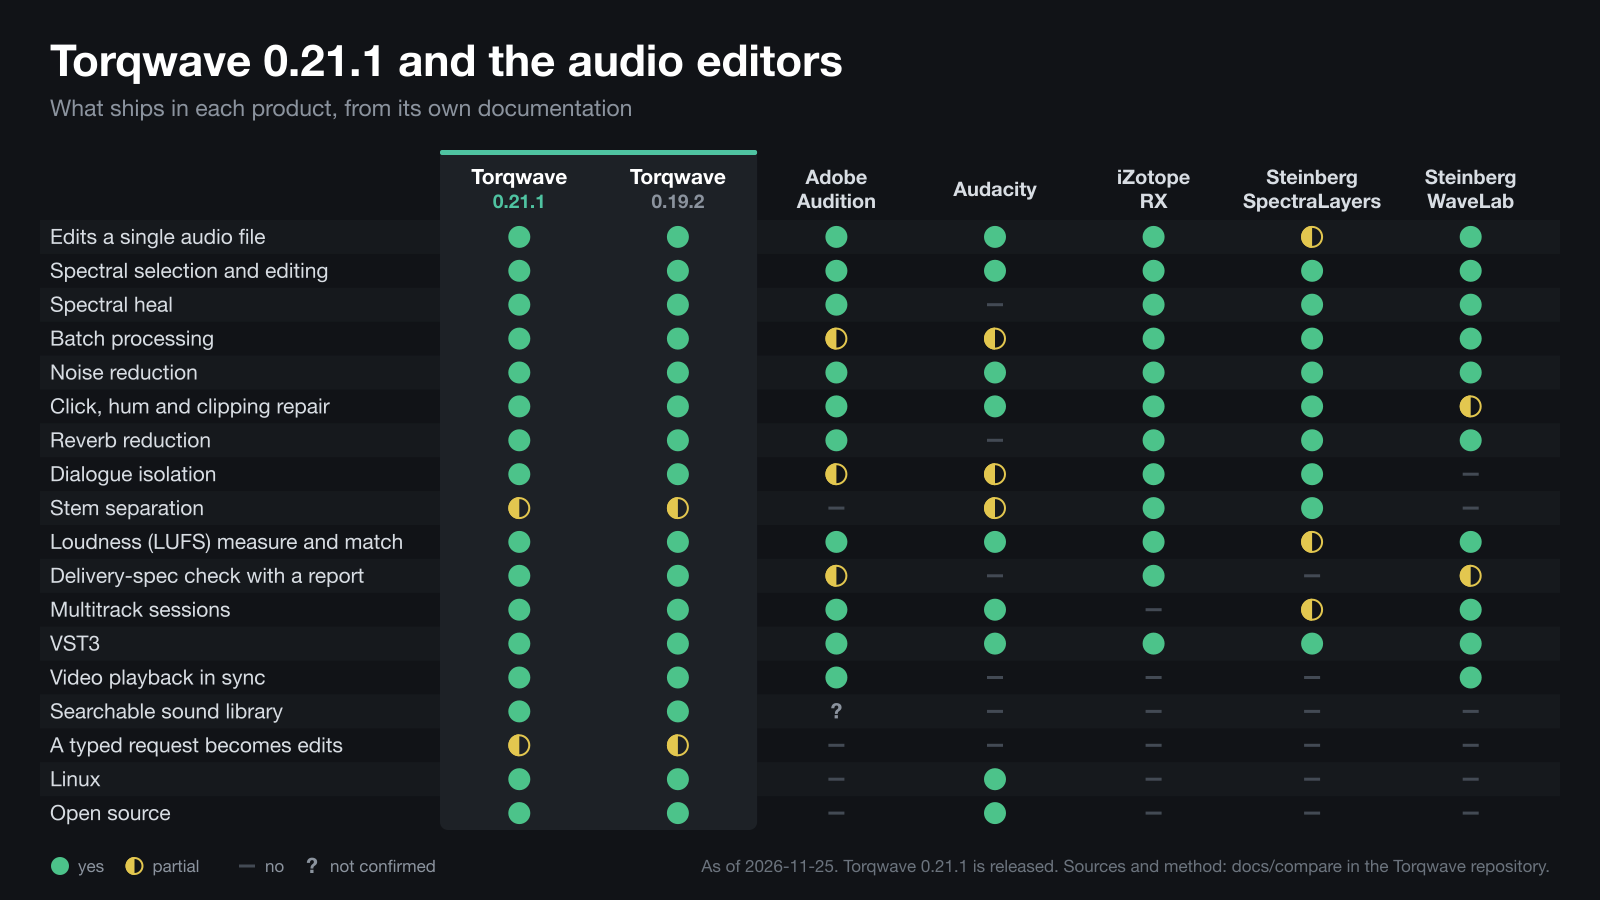 Torqwave 0.21.1 and the audio editors
What ships in each product, from its own documentation
Torqwave 0.21.1
Torqwave 0.19.2
Adobe Audition
Audacity
iZotope RX
Steinberg SpectraLayers
Steinberg WaveLab
Edits a single audio file
Spectral selection and editing
Spectral heal
Batch processing
Noise reduction
Click, hum and clipping repair
Reverb reduction
Dialogue isolation
Stem separation
Loudness (LUFS) measure and match
Delivery-spec check with a report
Multitrack sessions
VST3
Video playback in sync
Searchable sound library ?
A typed request becomes edits
Linux
Open source
yes partial no ? not confirmed
As of 2026-11-25. Torqwave 0.21.1 is released. Sources and method: docs/compare in the Torqwave repository.